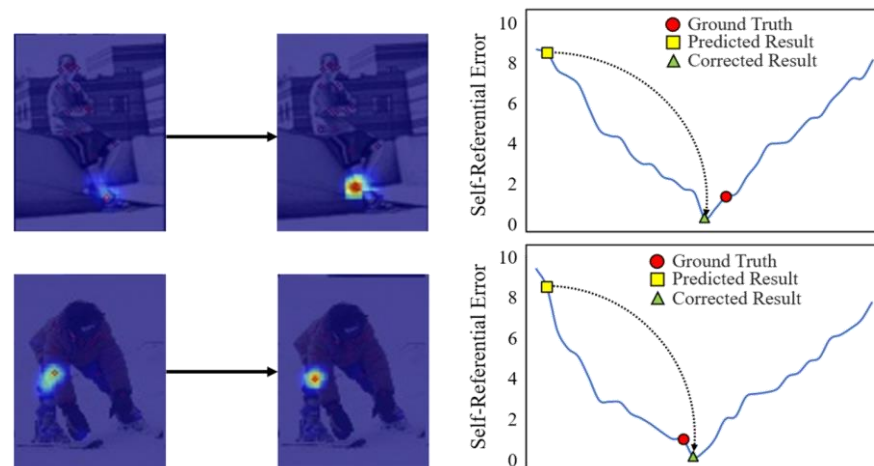 10
8
6
4
2
0
Self-Referential Error
Ground Truth
Predicted Result
Corrected Result
10
8
6
4
2
0
Self-Referential Error
Ground Truth
Predicted Result
Corrected Result